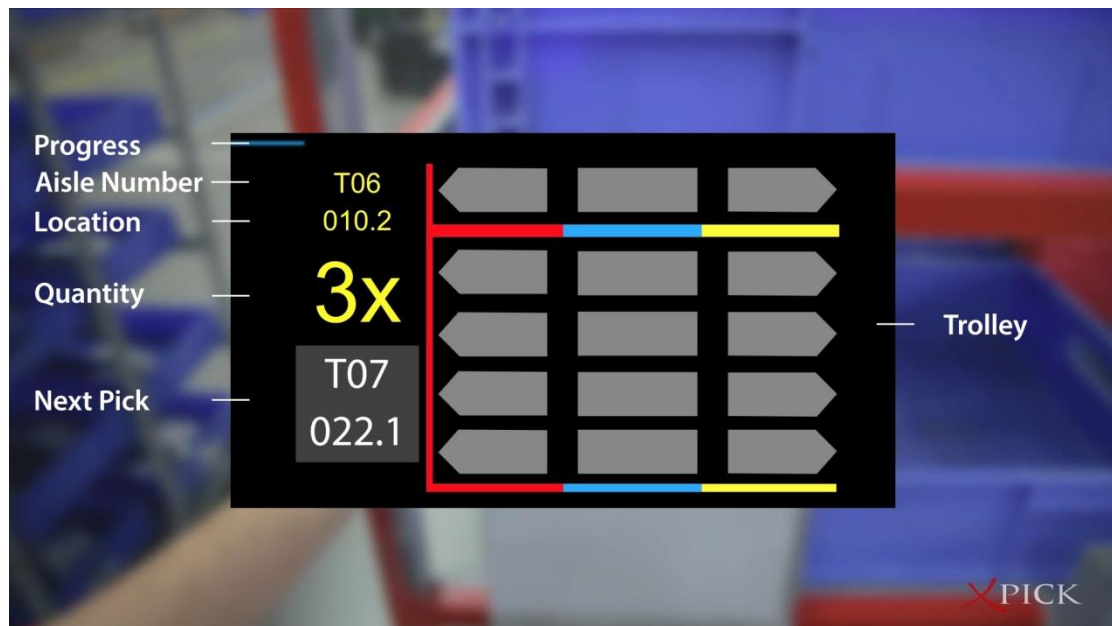 Progress
Aisle Number
Location
Quantity
Next Pick
T06
010.2
3x
T07
022.1
Trolley
XPICK